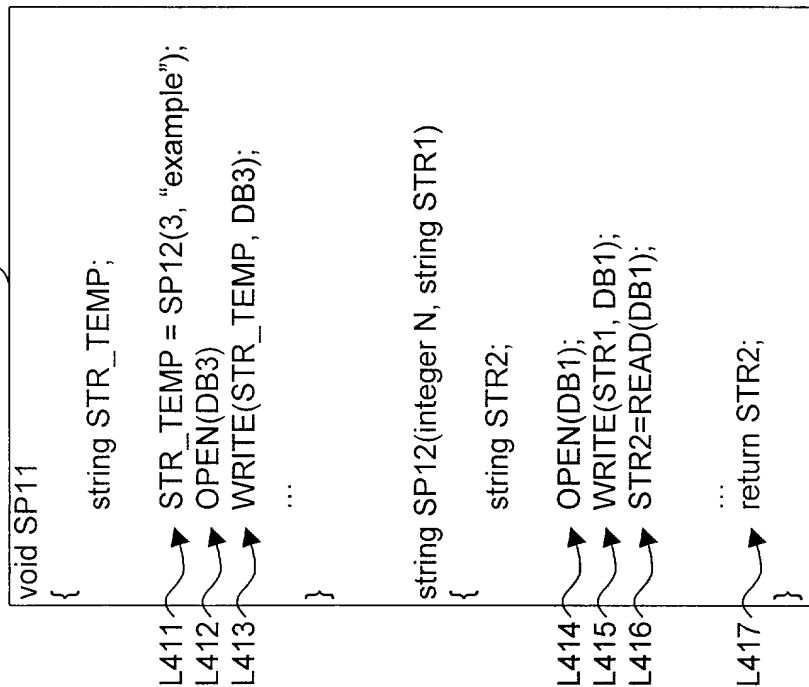 void SP11
{
string STR_TEMP;
L411 STR_TEMP = SP12(3, “example”);
L412 OPEN(DB3)
L413 WRITE(STR_TEMP, DB3);
...
}
string SP12(integer N, string STR1)
{
string STR2;
L414 OPEN(DB1);
L415 WRITE(STR1, DB1);
L416 STR2=READ(DB1);
...
L417 return STR2;
}